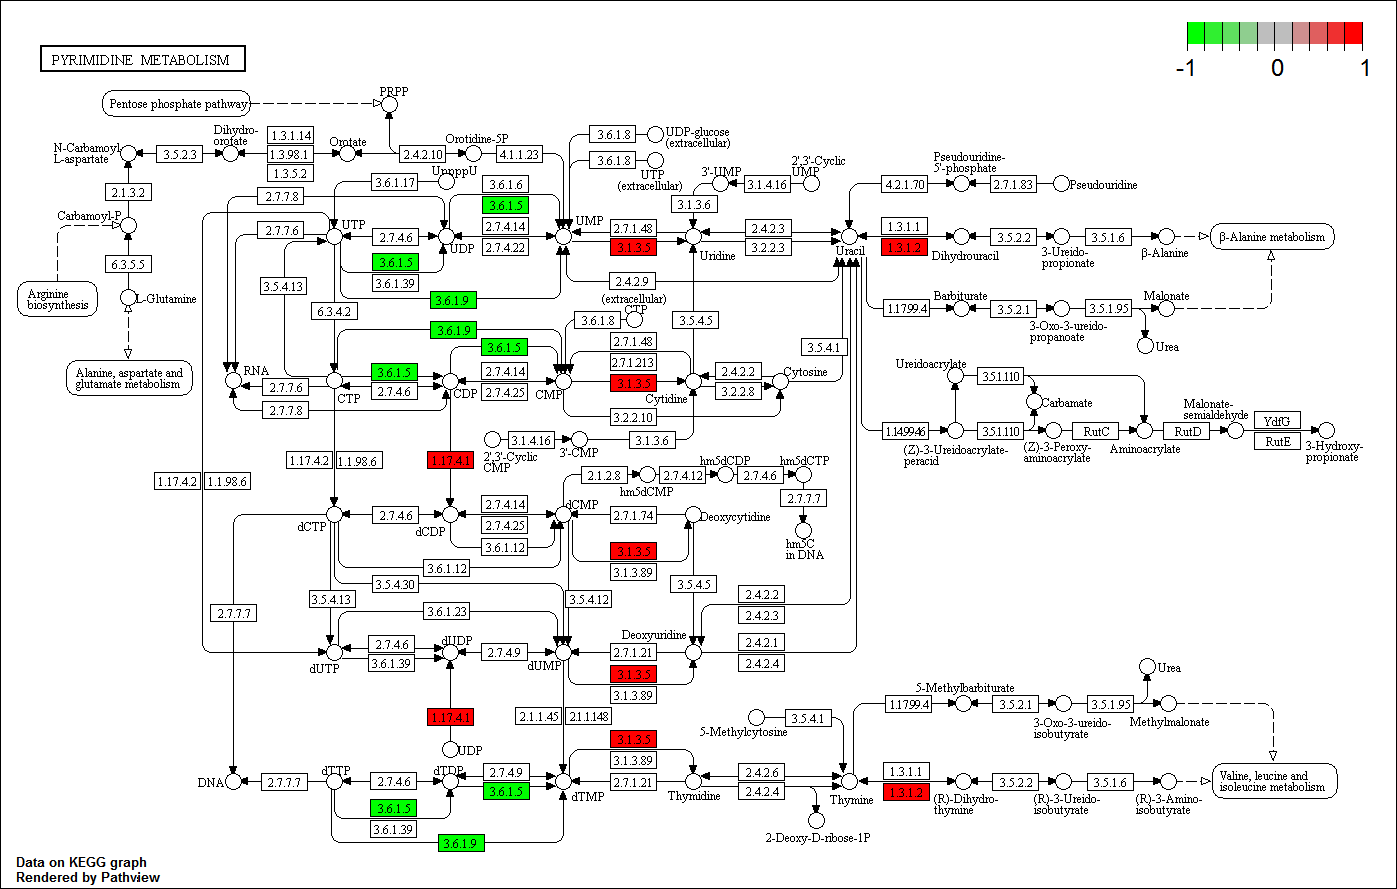 PYRIMIDINE METABOLISM
-1
0
1
Pentose phosphate pathway
PRPP
N-Carbamoyl-
L-aspartate
3.5.2.3
Dihydro-
orotate
1.3.1.14
1.3.98.1
1.3.5.2
Orotate
2.4.2.10
Orotidine-5P
4.1.1.23
3.6.1.8
UDP-glucose
(extracellular)
3.6.1.8
UTP
(extracellular)
3'-UMP
3.1.4.16
2',3'-Cyclic
UMP
3.1.3.6
Pseudouridine-
5'-phosphate
4.2.1.70
2.7.1.83
Pseudouridine
2.1.3.2
Carbamoyl-P
6.3.5.5
L-Glutamine
Arginine
biosynthesis
Alanine, aspartate and
glutamate metabolism
UppppU
3.6.1.17
2.7.7.8
3.6.1.6
3.6.1.5
2.7.7.6
UTP
2.7.4.6
UDP
2.7.4.14
2.7.4.22
UMP
2.7.1.48
3.1.3.5
Uridine
2.4.2.3
3.2.2.3
Uracil
1.3.1.1
1.3.1.2
Dihydrouracil
3.5.2.2
3-Ureido-
propionate
3.5.1.6
β-Alanine
β-Alanine metabolism
3.6.1.5
3.6.1.39
3.5.4.13
3.6.1.9
6.3.4.2
2.4.2.9
(extracellular)
CTP
3.6.1.8
3.5.4.5
1.17.99.4
Barbiturate
3.5.2.1
3-Oxo-3-ureido-
propanoate
3.5.1.95
Malonate
Urea
3.6.1.9
3.6.1.5
2.7.1.48
2.7.1.213
3.5.4.1
RNA
2.7.7.6
CTP
3.6.1.5
2.7.4.6
CDP
2.7.4.14
2.7.4.25
CMP
3.1.3.5
Cytidine
2.4.2.2
3.2.2.8
Cytosine
2.7.7.8
3.2.2.10
Ureidoacrylate
3.5.1.110
Carbamate
1.14.99.46
(Z)-3-Ureidoacrylate-
peracid
3.5.1.110
(Z)-3-Peroxy-
aminoacrylate
RutC
Aminoacrylate
RutD
Malonate-
semialdehyde
YdfG
RutE
3-Hydroxy-
propionate
2',3'-Cyclic
CMP
3.1.4.16
3'-CMP
3.1.3.6
1.17.4.2
1.1.98.6
1.17.4.1
1.17.4.2
1.1.98.6
2.1.2.8
hm5dCMP
2.7.4.12
hm5dCDP
2.7.4.6
hm5dCTP
2.7.7.7
hm5C
in DNA
dCTP
2.7.4.6
dCDP
2.7.4.14
2.7.4.25
3.6.1.12
dCMP
2.7.1.74
Deoxycytidine
3.1.3.5
3.1.3.89
3.6.1.12
3.5.4.30
3.5.4.13
3.5.4.12
3.5.4.5
2.7.7.7
3.6.1.23
2.4.2.2
2.4.2.3
dUTP
2.7.4.6
3.6.1.39
dUDP
2.7.4.9
dUMP
2.7.1.21
Deoxyuridine
2.4.2.1
2.4.2.4
3.1.3.5
3.1.3.89
1.17.4.1
UDP
2.1.1.45
2.1.1.148
5-Methylcytosine
3.5.4.1
1.17.99.4
5-Methylbarbiturate
3.5.2.1
3-Oxo-3-ureido-
isobutyrate
3.5.1.95
Urea
Methylmalonate
3.1.3.5
3.1.3.89
DNA
2.7.7.7
dTTP
2.7.4.6
dTDP
2.7.4.9
3.6.1.5
dTMP
2.7.1.21
Thymidine
2.4.2.6
2.4.2.4
Thymine
1.3.1.1
1.3.1.2
(R)-Dihydro-
thymine
3.5.2.2
(R)-3-Ureido-
isobutyrate
3.5.1.6
(R)-3-Amino-
isobutyrate
Valine, leucine and
isoleucine metabolism
3.6.1.5
3.6.1.39
3.6.1.9
2-Deoxy-D-ribose-1P
Data on KEGG graph
Rendered by Pathview